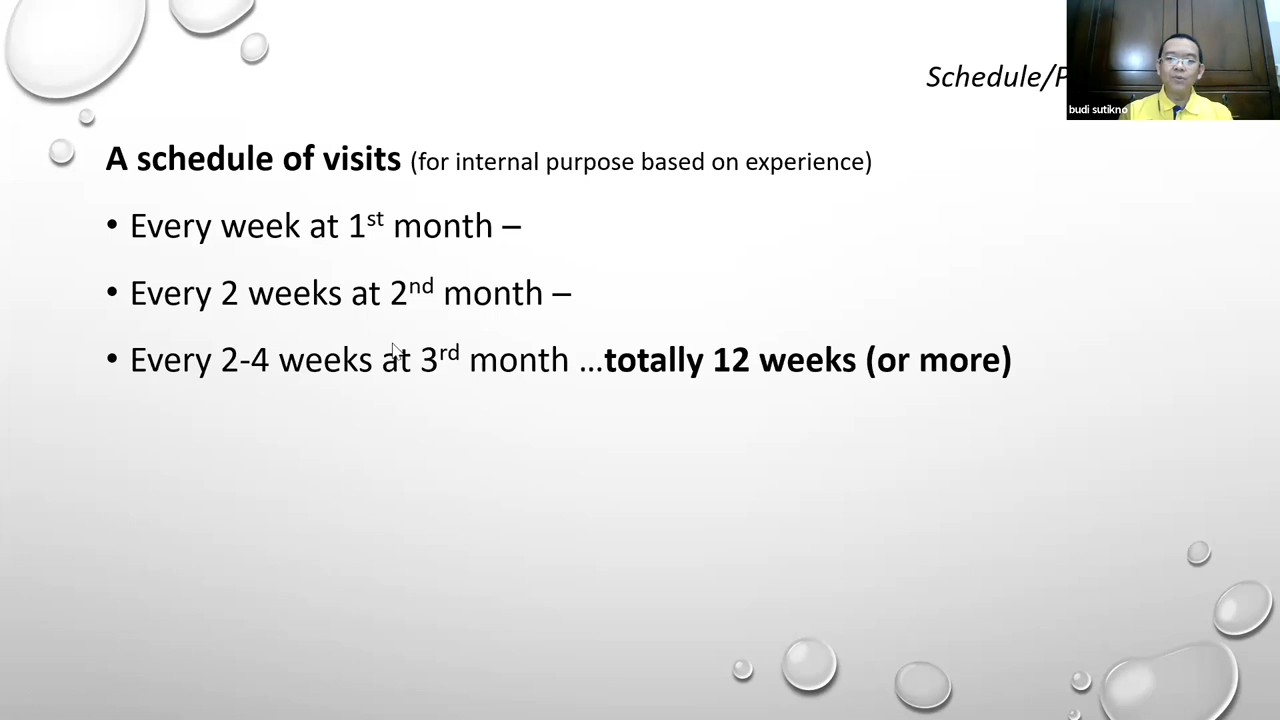 Schedule/P
budi sutikno
A schedule of visits (for internal purpose based on experience)
• Every week at 1st month –
• Every 2 weeks at 2nd month –
• Every 2-4 weeks at 3rd month ...totally 12 weeks (or more)